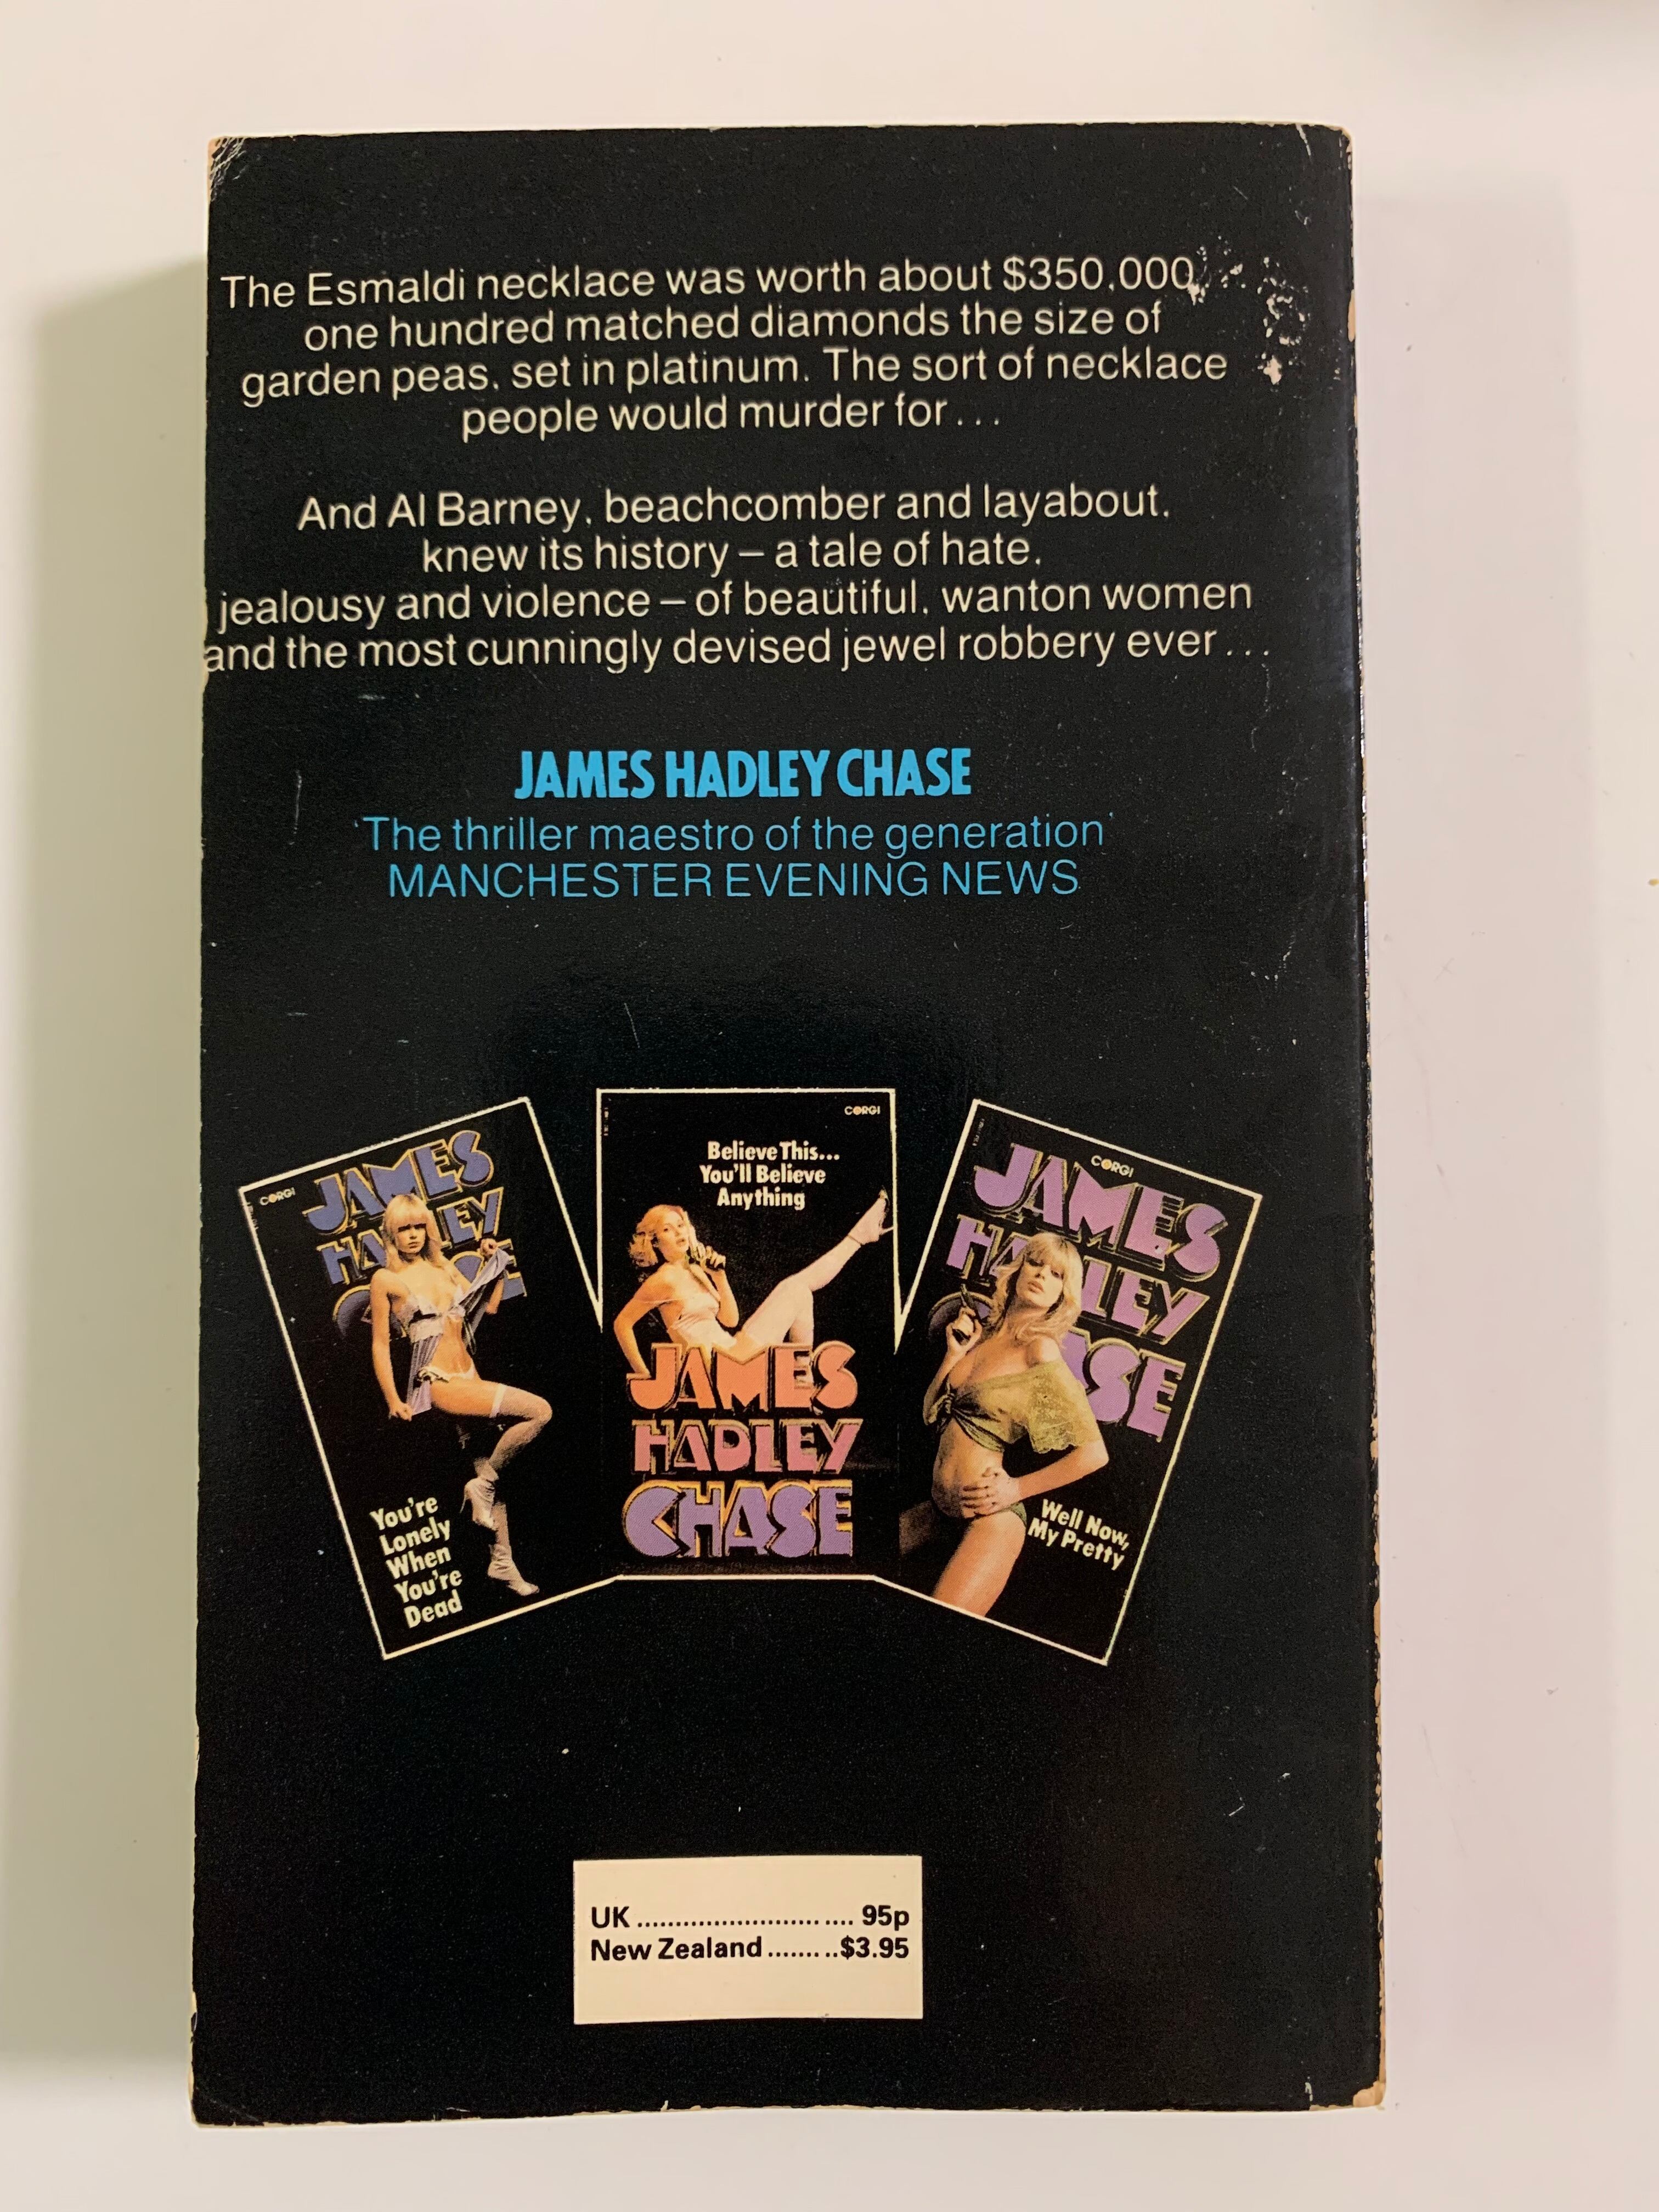 The Esmaldi necklace was worth about $350,000,
one hundred matched diamonds the size of
garden peas, set in platinum. The sort of necklace
people would murder for...
And Al Barney, beachcomber and layabout,
knew its history – a tale of hate,
jealousy and violence – of beautiful, wanton women
and the most cunningly devised jewel robbery ever...
JAMES HADLEY CHASE
'The thriller maestro of the generation'
MANCHESTER EVENING NEWS
CORGI
JAMES
HADLEY
You're
Lonely
When
You're
Dead
CORGI
Believe This...
You'll Believe
Anything
JAMES
HADLEY
CHASE
CORGI
JAMES
HADLEY
CHASE
Well Now,
My Pretty
UK ............................ 95p
New Zealand .........$3.95